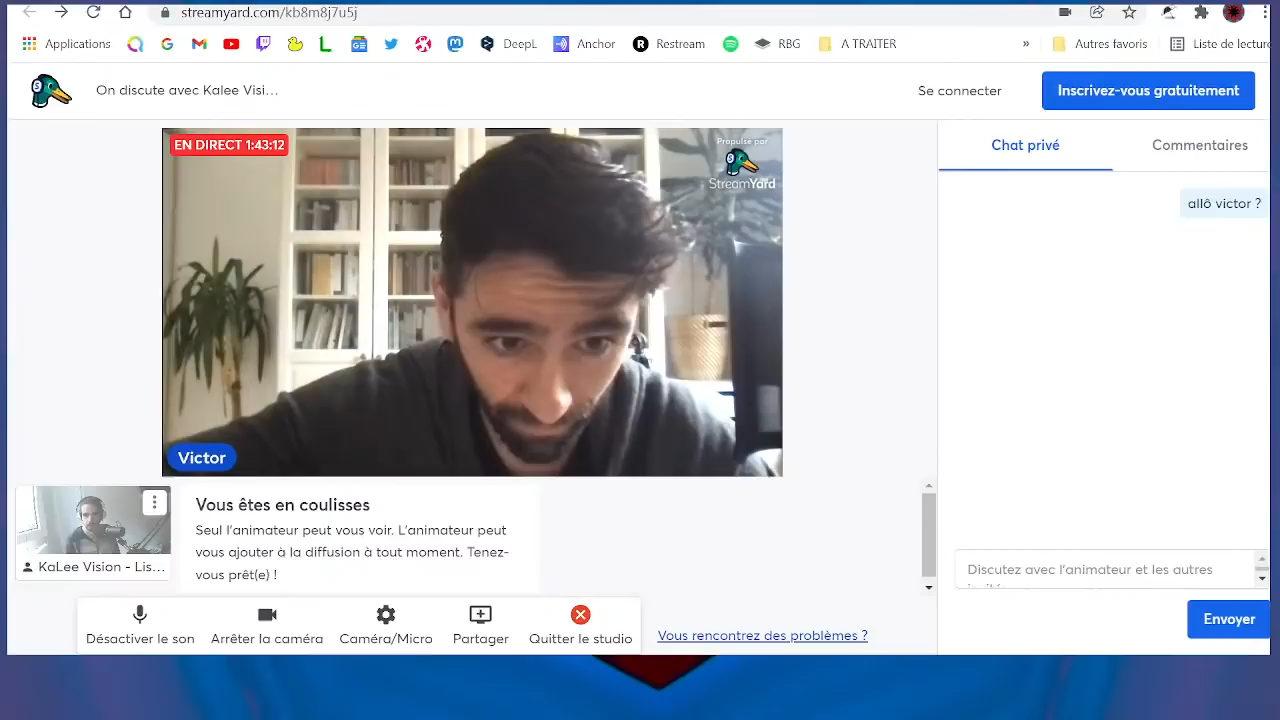 streamyard.com/kb8m8j7u5j
Applications
DeepL
Anchor
Restream
RBG
A TRAITER
»
Autres favoris
Liste de lectur
On discute avec Kalee Visi...
Se connecter
Inscrivez-vous gratuitement
EN DIRECT 1:43:12
Propulsé par
StreamYard
Victor
Chat privé
Commentaires
allô victor ?
Vous êtes en coulisses
Seul l'animateur peut vous voir. L'animateur peut
vous ajouter à la diffusion à tout moment. Tenez-
vous prêt(e) !
KaLee Vision - Lis...
Discutez avec l'animateur et les autres
Envoyer
Désactiver le son
Arrêter la caméra
Caméra/Micro
Partager
Quitter le studio
Vous rencontrez des problèmes ?